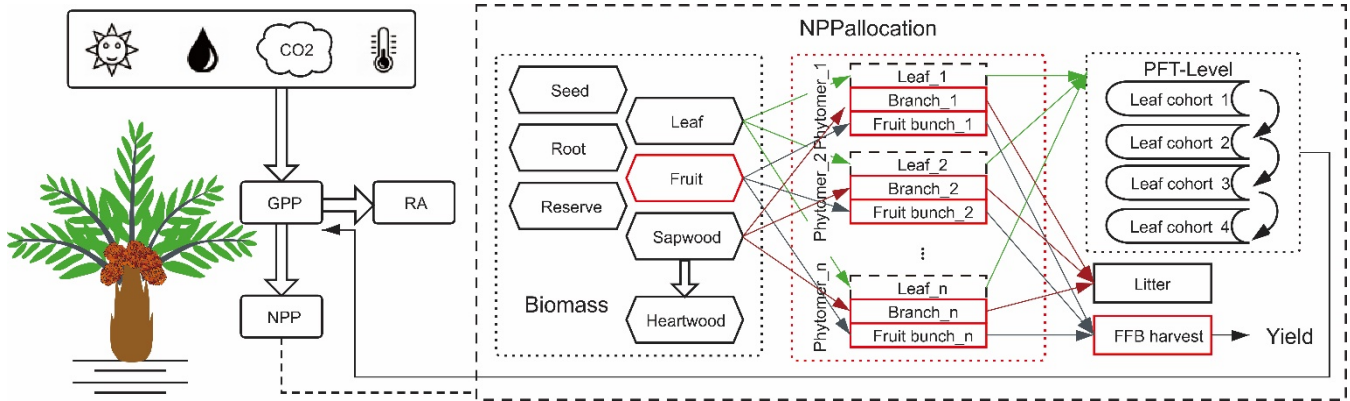 CO2
GPP
RA
NPP
NPPallocation
Seed
Root
Reserve
Leaf
Fruit
Sapwood
Heartwood
Biomass
Phytomer_1
Leaf_1
Branch_1
Fruit bunch_1
Phytomer_2
Leaf_2
Branch_2
Fruit bunch_2
...
Phytomer_n
Leaf_n
Branch_n
Fruit bunch_n
PFT-Level
Leaf cohort 1
Leaf cohort 2
Leaf cohort 3
Leaf cohort 4
Litter
FFB harvest
Yield